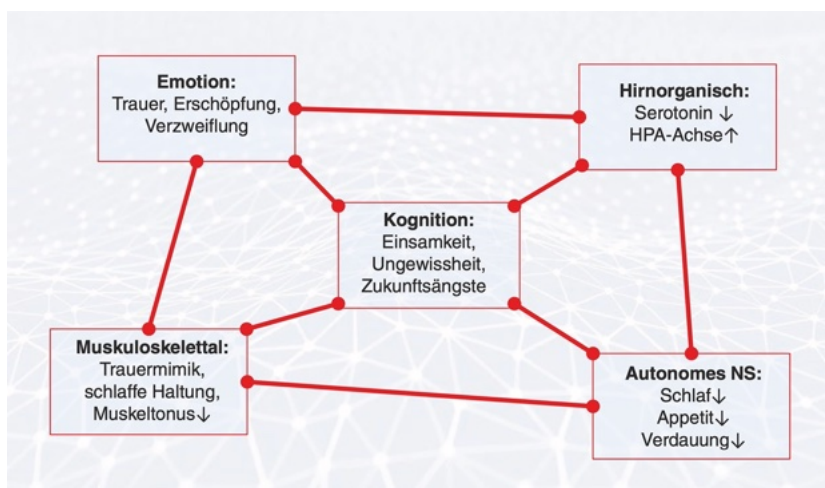 Emotion:
Trauer, Erschöpfung,
Verzweiflung
Hirnorganisch:
Serotonin ↓
HPA-Achse↑
Kognition:
Einsamkeit,
Ungewissheit,
Zukunftsängste
Muskuloskelettal:
Trauermimik,
schlaffe Haltung,
Muskeltonus↓
Autonomes NS:
Schlaf↓
Appetit↓
Verdauung↓